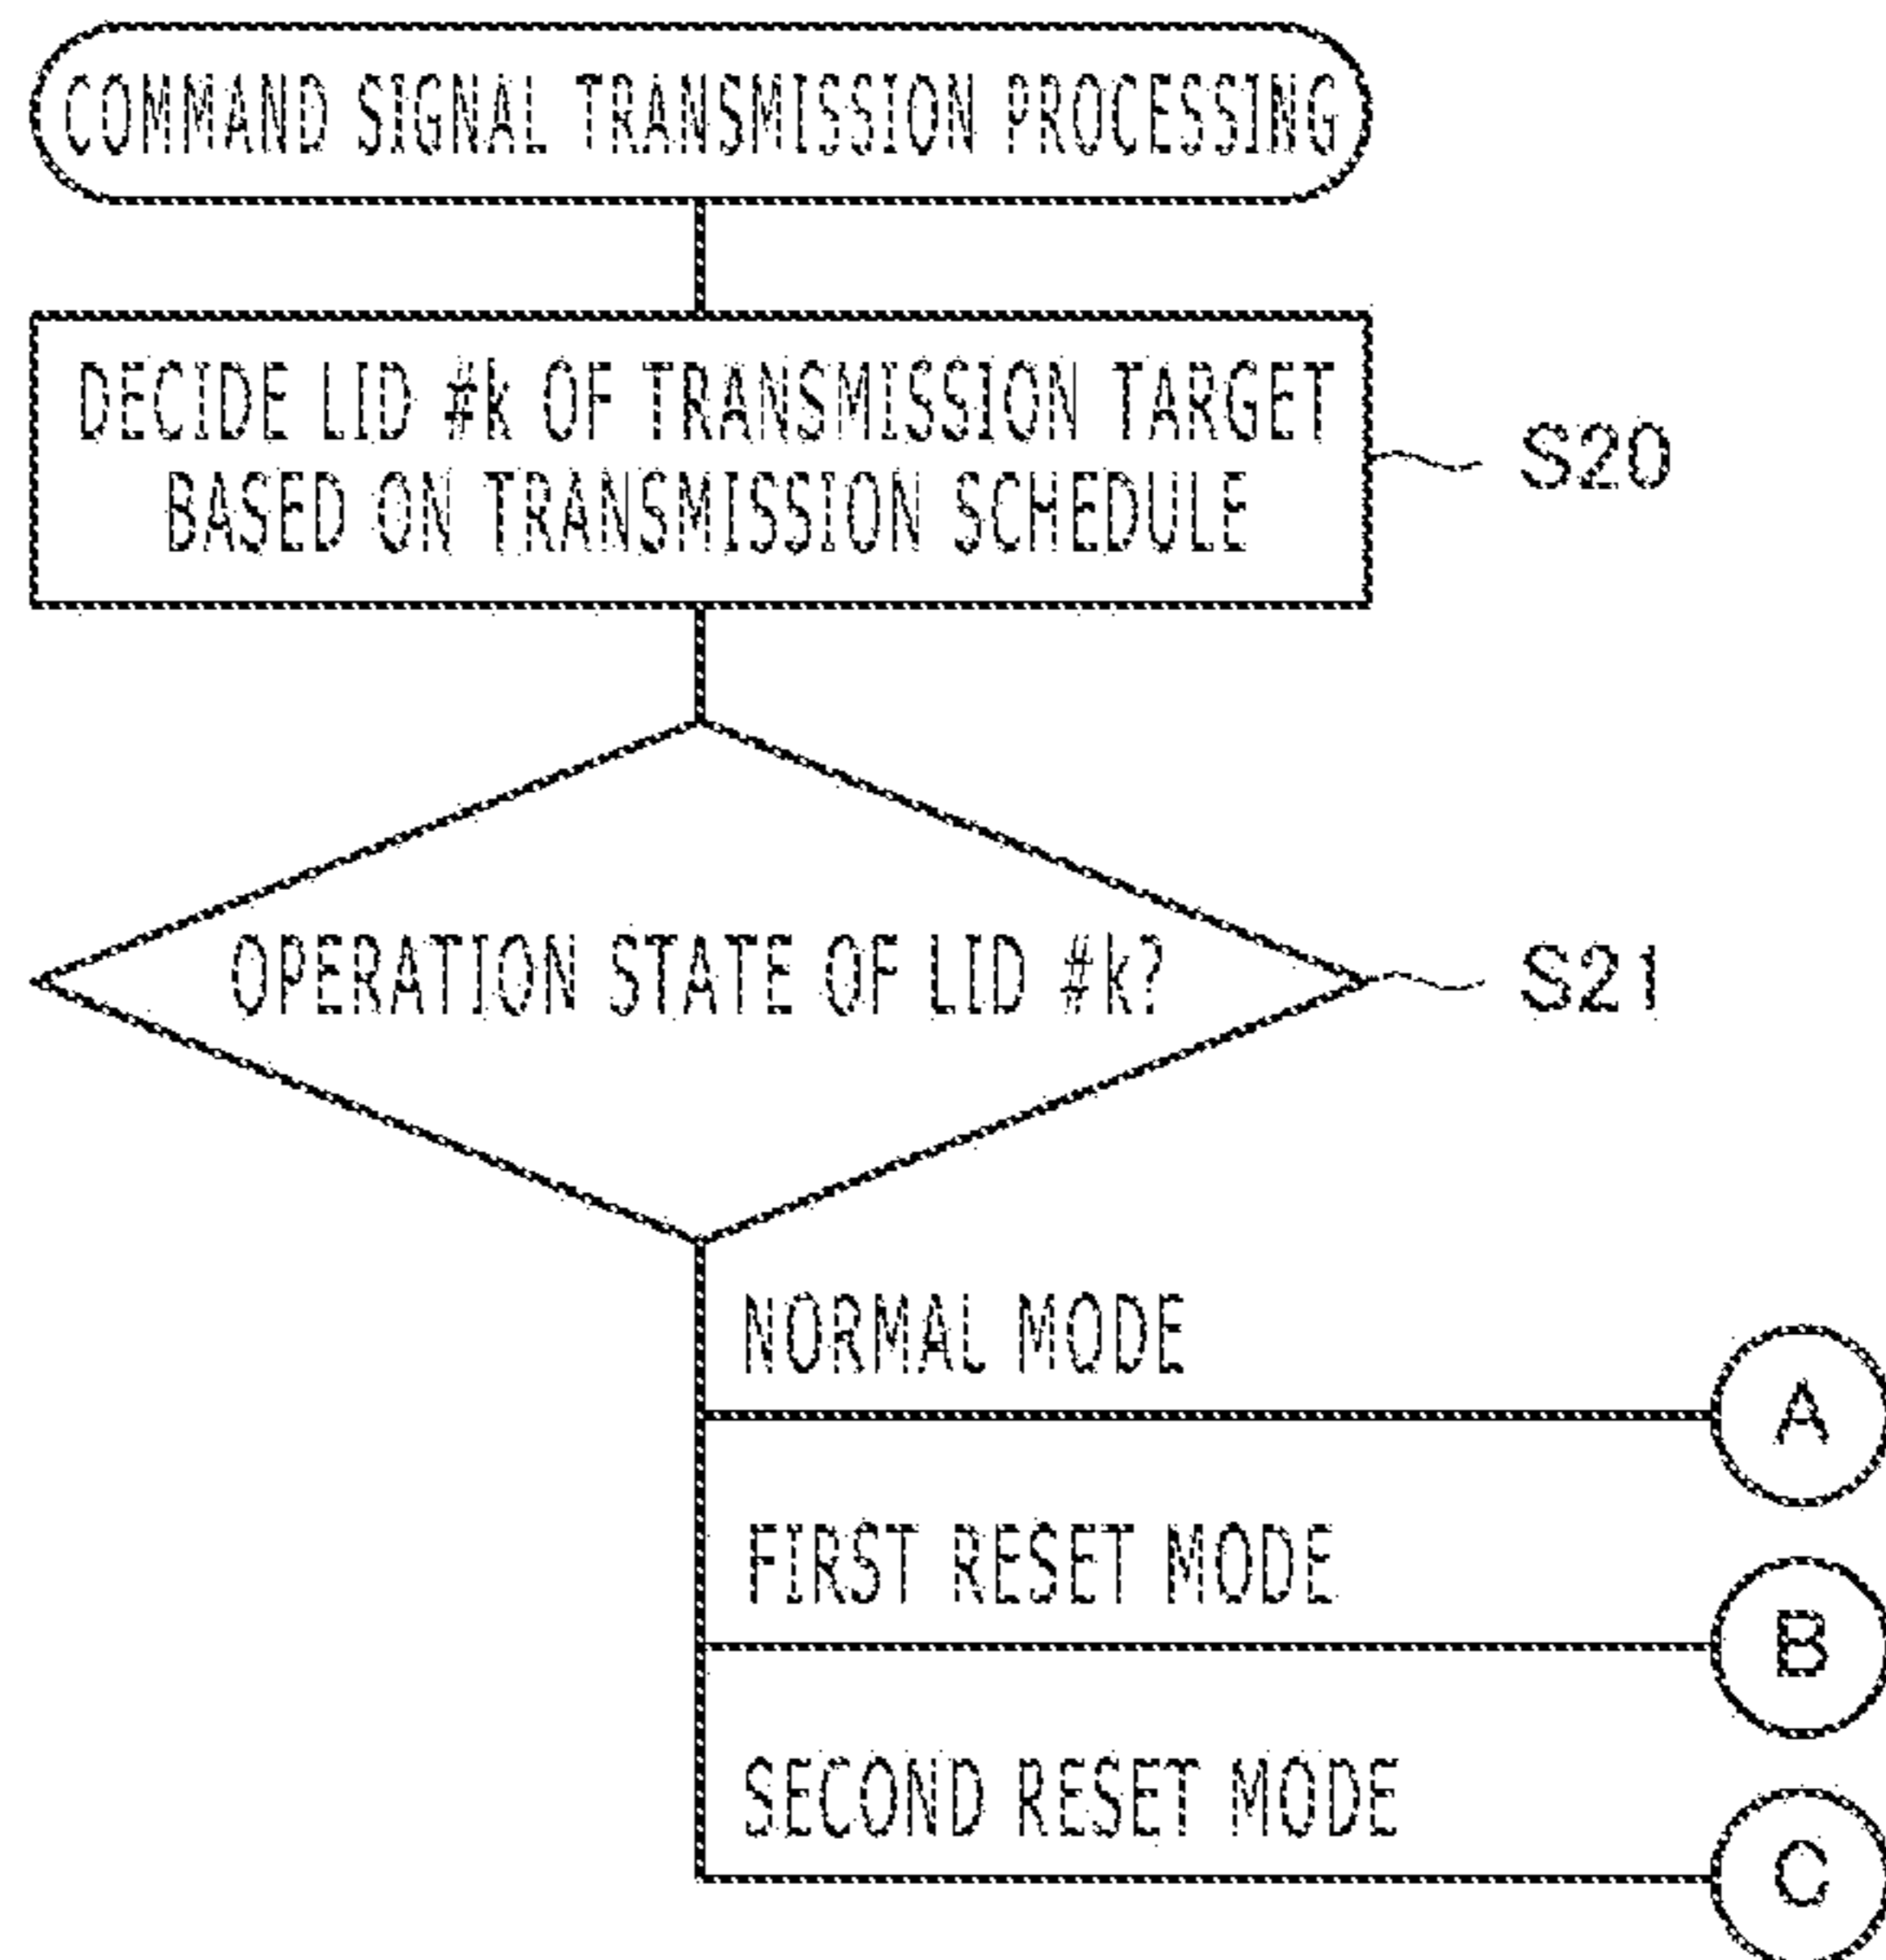 COMMAND SIGNAL TRANSMISSION PROCESSING
DECIDE LID #k OF TRANSMISSION TARGET
BASED ON TRANSMISSION SCHEDULE
S20
OPERATION STATE OF LID #k?
S21
NORMAL MODE
A
FIRST RESET MODE
B
SECOND RESET MODE
C